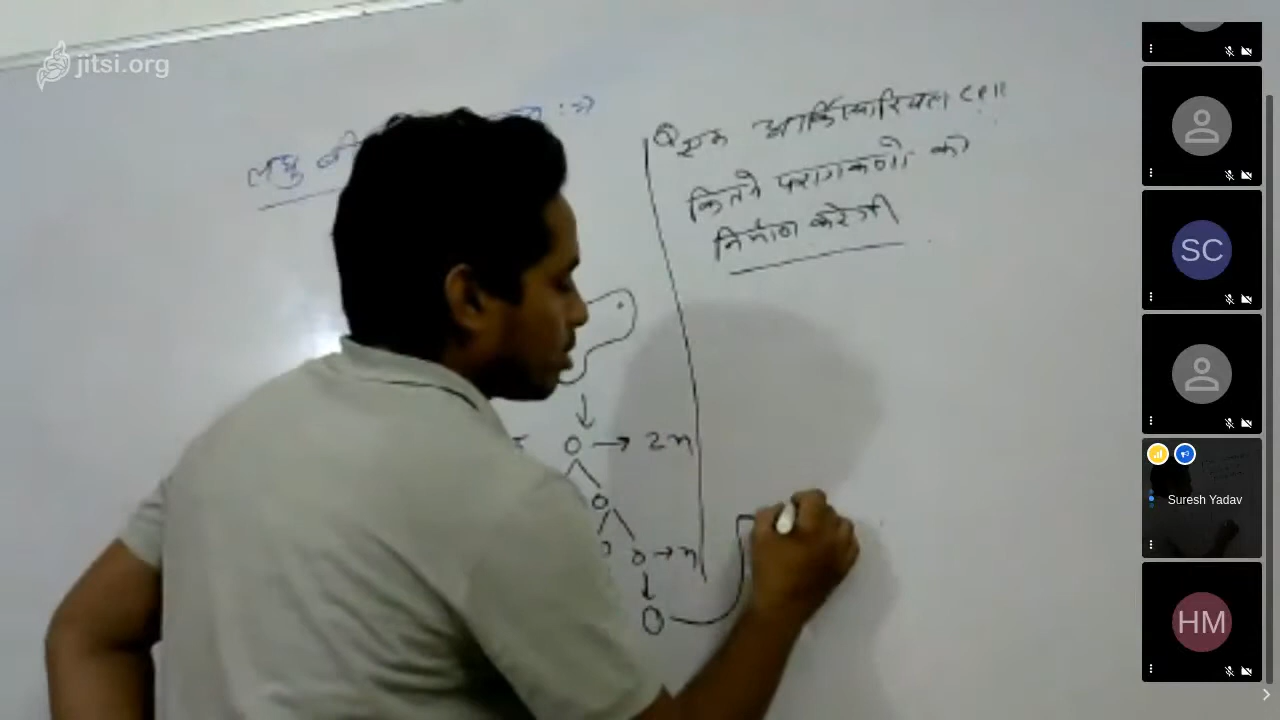 jitsi.org
लघु
Q एक आर्कीस्पोरियल cell
कितने परागकणों का
निर्माण करेगी
2n
n
SC
Suresh Yadav
HM